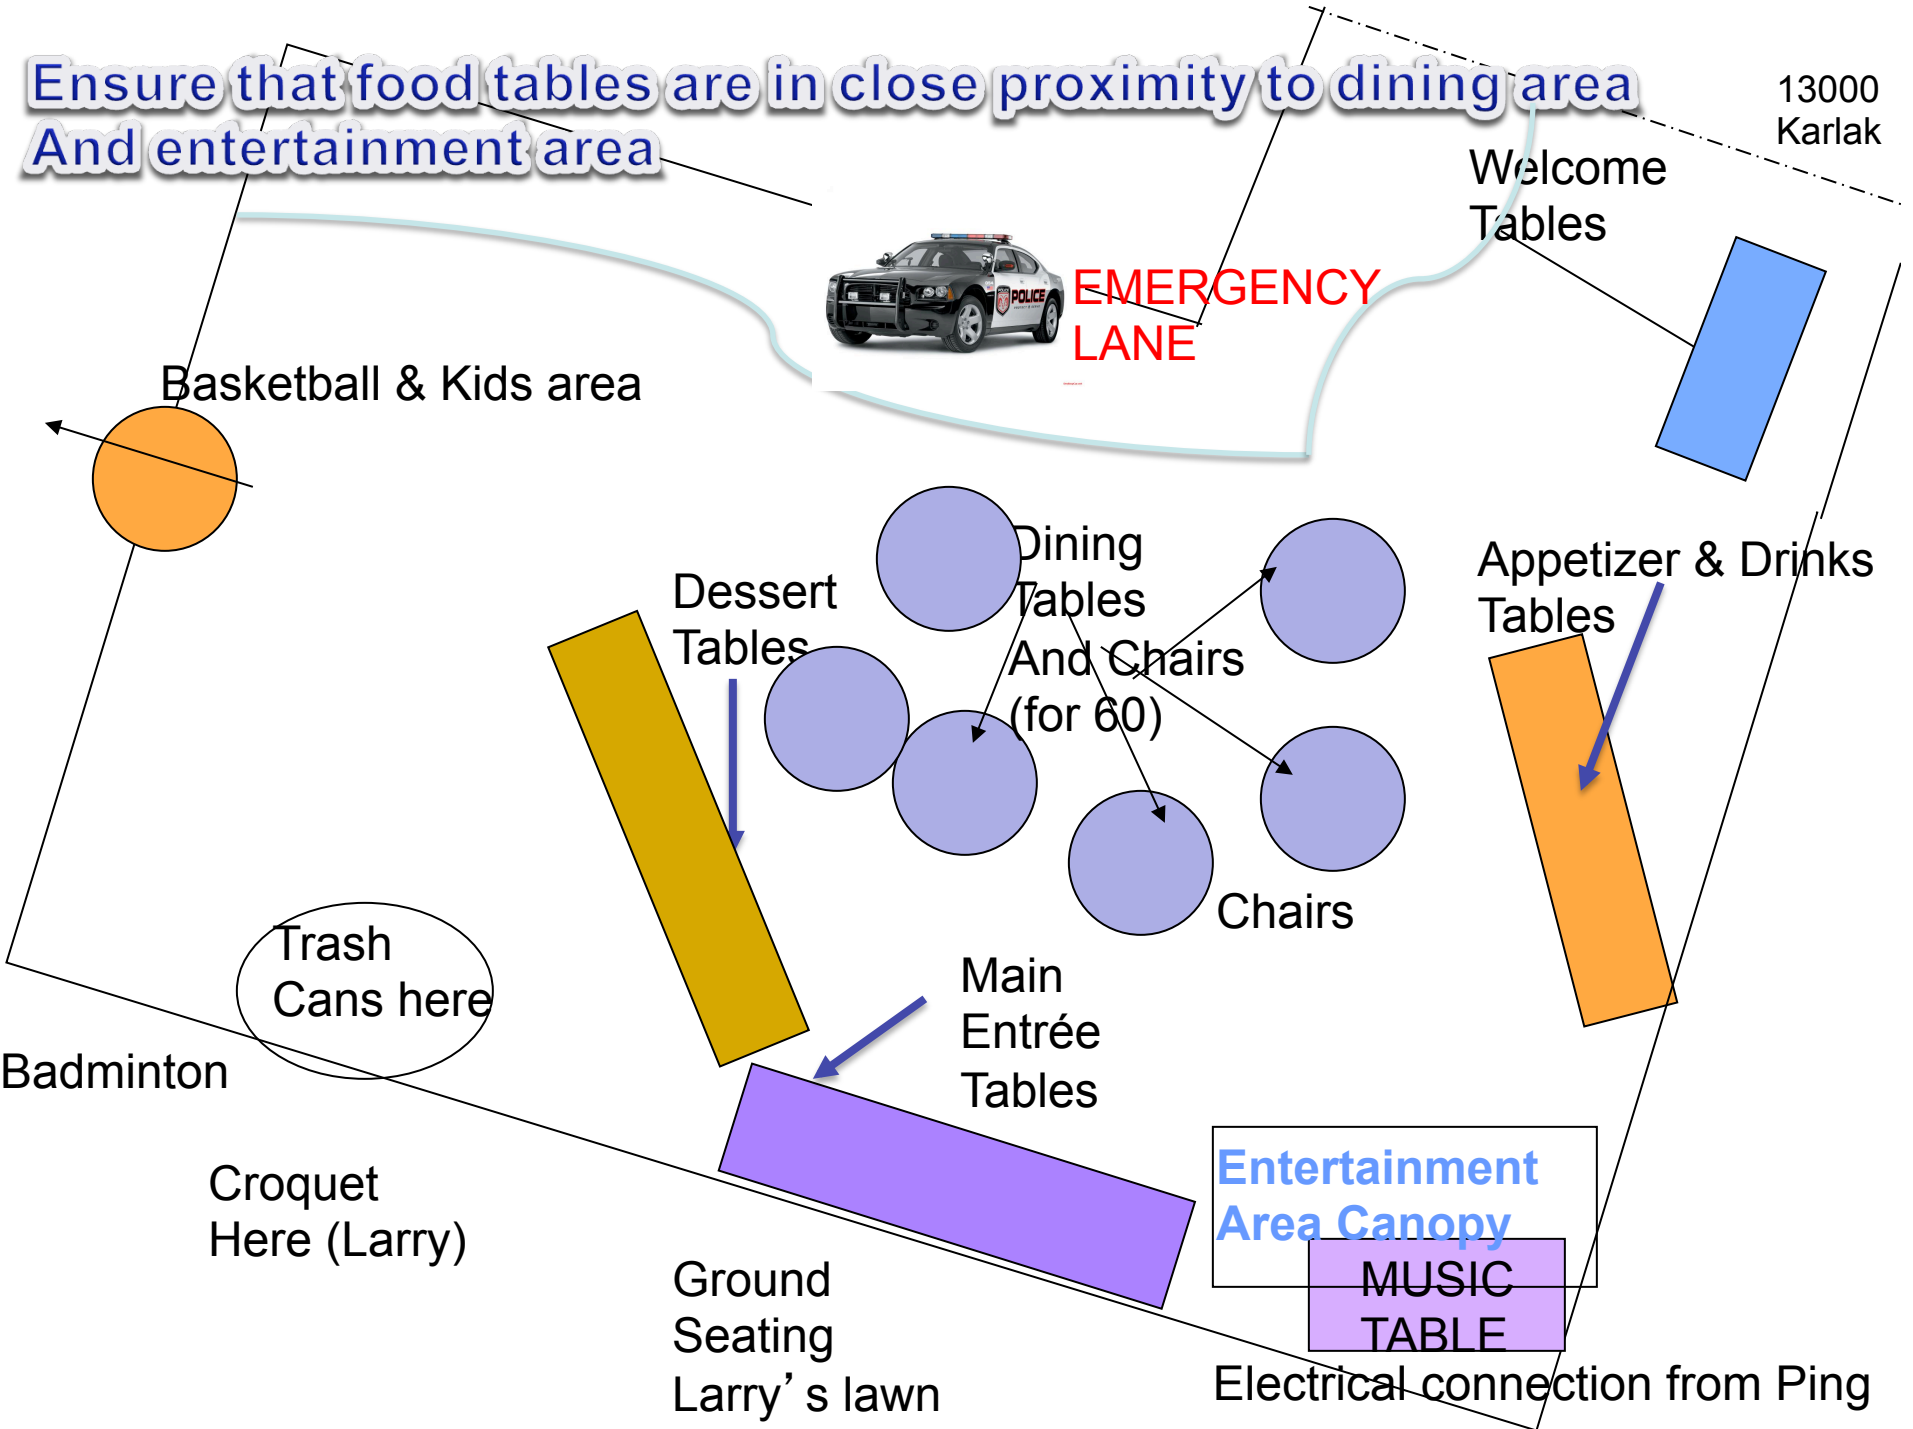 Ensure that food tables are in close proximity to dining area
And entertainment area
13000
Karlak
Welcome
Tables
POLICE
EMERGENCY
LANE
Basketball & Kids area
Dining
Tables
And Chairs
(for 60)
Appetizer & Drinks
Tables
Dessert
Tables
Chairs
Trash
Cans here
Main
Entrée
Tables
Badminton
Croquet
Here (Larry)
Entertainment
Area Canopy
MUSIC
TABLE
Ground
Seating
Larry’s lawn
Electrical connection from Ping